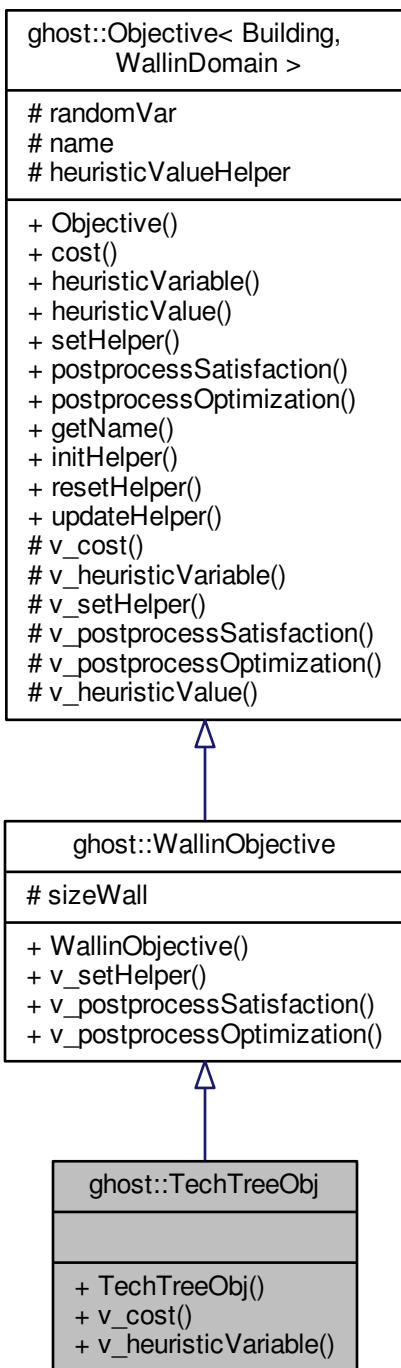 ghost::Objective< Building,
WallinDomain >
# randomVar
# name
# heuristicValueHelper
+ Objective()
+ cost()
+ heuristicVariable()
+ heuristicValue()
+ setHelper()
+ postprocessSatisfaction()
+ postprocessOptimization()
+ getName()
+ initHelper()
+ resetHelper()
+ updateHelper()
# v_cost()
# v_heuristicVariable()
# v_setHelper()
# v_postprocessSatisfaction()
# v_postprocessOptimization()
# v_heuristicValue()
ghost::WallinObjective
# sizeWall
+ WallinObjective()
+ v_setHelper()
+ v_postprocessSatisfaction()
+ v_postprocessOptimization()
ghost::TechTreeObj
+ TechTreeObj()
+ v_cost()
+ v_heuristicVariable()